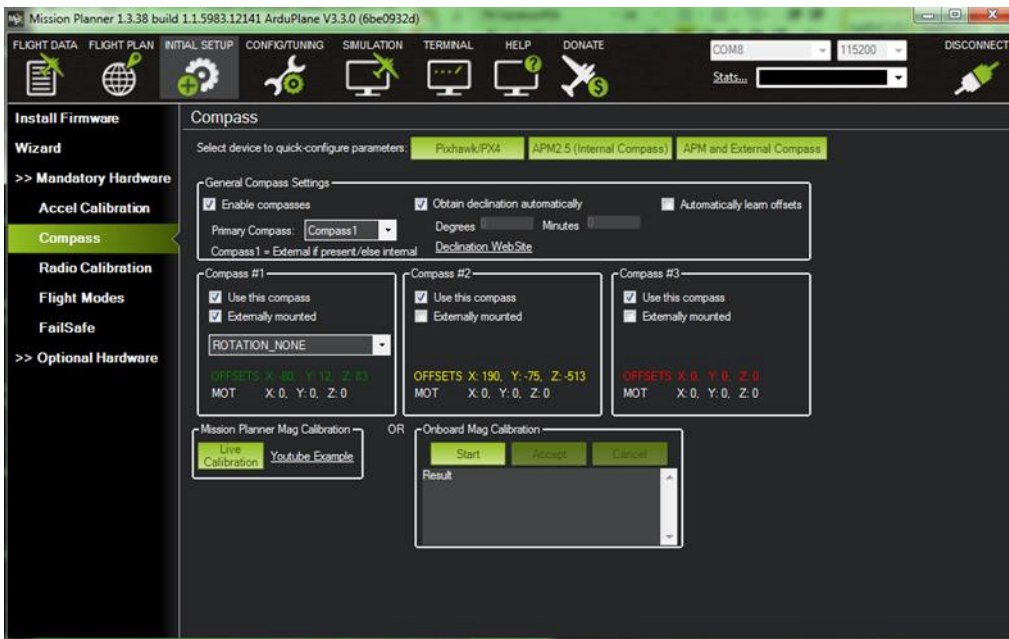 Mission Planner 1.3.38 build 1.1.5983.12141 ArduPlane V3.3.0 (6be0932d)
FLIGHT DATA FLIGHT PLAN INITIAL SETUP CONFIG/TUNING SIMULATION TERMINAL HELP DONATE COM8 115200 DISCONNECT
Stats...
Install Firmware
Wizard
>> Mandatory Hardware
Accel Calibration
Compass
Radio Calibration
Flight Modes
FailSafe
>> Optional Hardware
Compass
Select device to quick-configure parameters: Pixhawk/PX4 APM2.5 (Internal Compass) APM and External Compass
General Compass Settings
Enable compasses Obtain declination automatically Automatically learn offsets
Primary Compass: Compass1 Degrees 0 Minutes 0
Compass1 = External if present/else internal Declination WebSite
Compass #1
Use this compass
Externally mounted
ROTATION_NONE
OFFSETS X: -80, Y: 12, Z: 83
MOT X: 0, Y: 0, Z: 0
Compass #2
Use this compass
Externally mounted
OFFSETS X: 190, Y: -75, Z: -513
MOT X: 0, Y: 0, Z: 0
Compass #3
Use this compass
Externally mounted
OFFSETS X: 0, Y: 0, Z: 0
MOT X: 0, Y: 0, Z: 0
Mission Planner Mag Calibration
Live
Calibration
Youtube Example
OR
Onboard Mag Calibration
Start Accept Cancel
Result